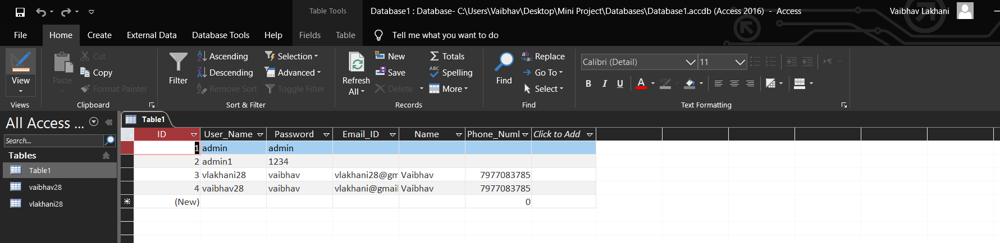 Table Tools
Database1 : Database- C:\Users\Vaibhav\Desktop\Mini Project\Databases\Database1.accdb (Access 2016) - Access
Vaibhav Lakhani
File Home Create External Data Database Tools Help Fields Table Tell me what you want to do
View
Views
Paste
Cut
Copy
Format Painter
Clipboard
Filter
Ascending
Descending
Remove Sort
Selection
Advanced
Toggle Filter
Sort & Filter
Refresh
All
New
Save
Delete
Totals
Spelling
More
Records
Find
Replace
Go To
Select
Find
Calibri (Detail) 11
B I U A
Text Formatting
All Access ...
Search...
Tables
Table1
vaibhav28
vlakhani28
Table1
ID User_Name Password Email_ID Name Phone_Numl Click to Add
1 admin admin
2 admin1 1234
3 vlakhani28 vaibhav vlakhani28@gm Vaibhav 7977083785
4 vaibhav28 vaibhav vlakhani@gmail Vaibhav 7977083785
(New) 0